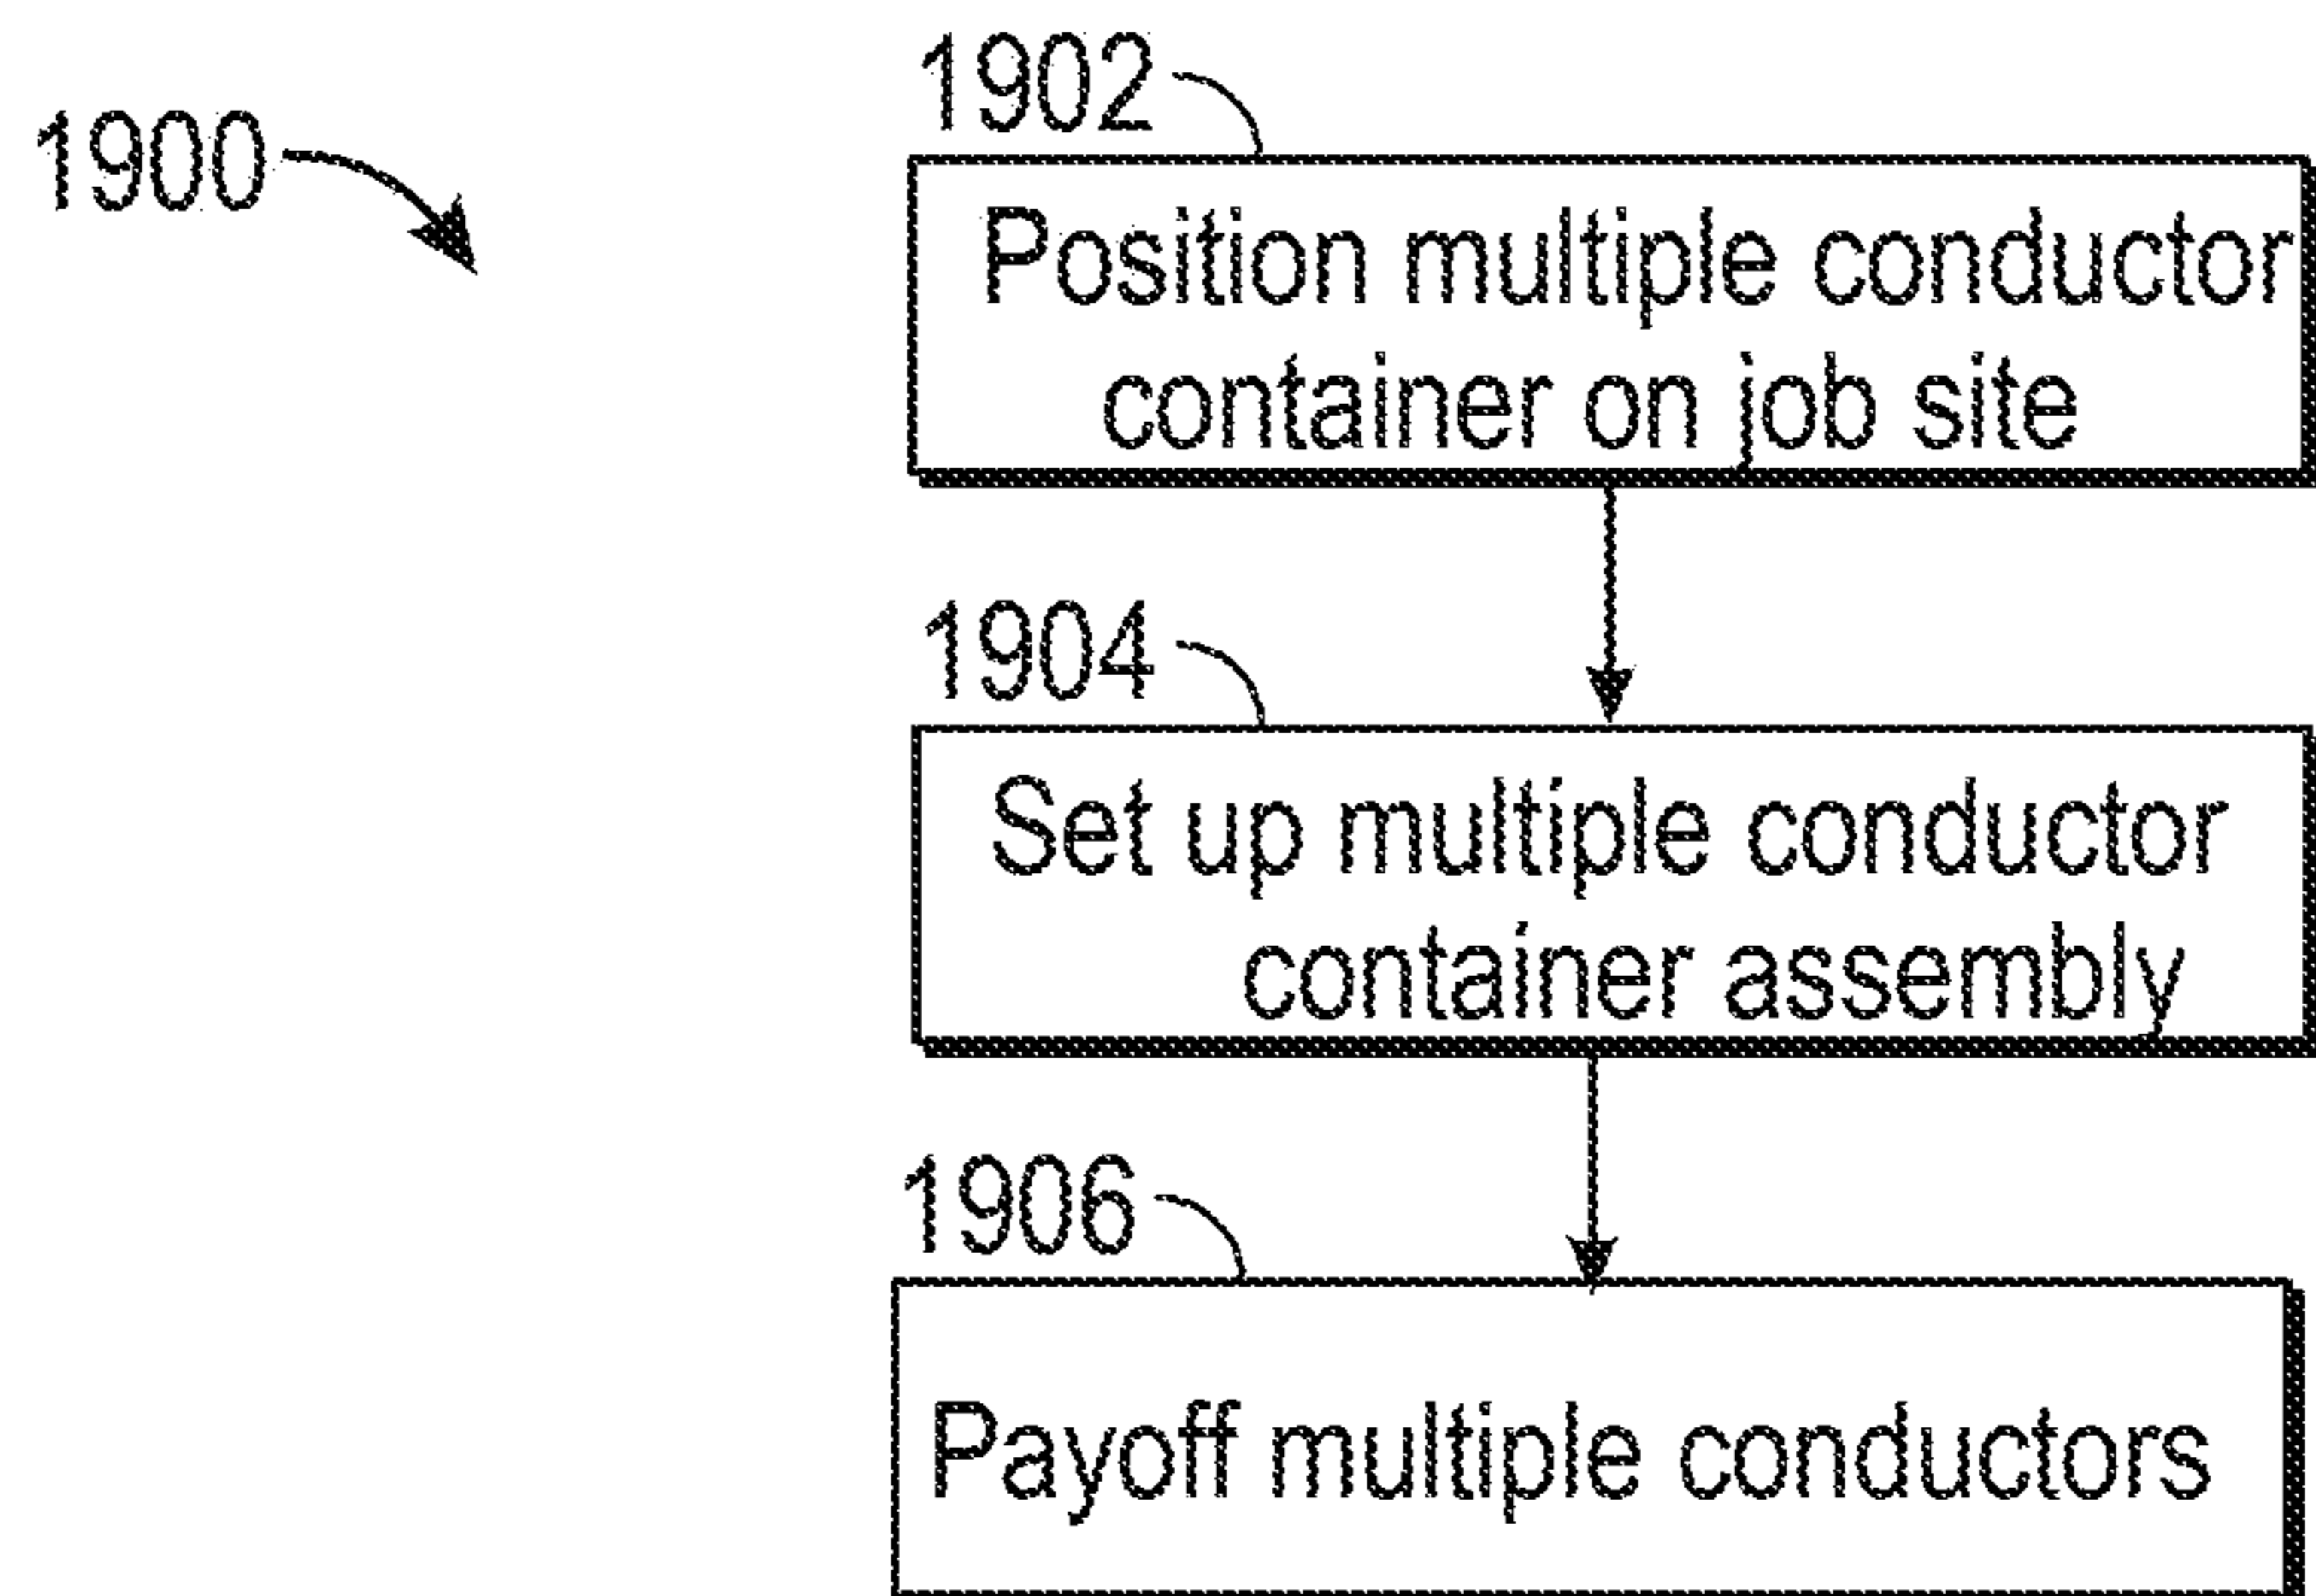 1900
1902
Position multiple conductor
container on job site
1904
Set up multiple conductor
container assembly
1906
Payoff multiple conductors